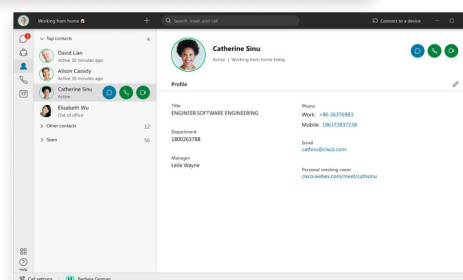 Working from home
Search, meet, and call
Connect to a device
Top contacts 4
David Lian
Active 30 minutes ago
Alison Cassidy
Active 30 minutes ago
Catherine Sinu
Active
Elizabeth Wu
Out of office
Other contacts 12
Team 56
Help
Call settings
Catherine Sinu
Active | Working from home today.
Profile
Title
ENGINEER.SOFTWARE ENGINEERING
Department
1800263788
Manager
Leila Wayne
Phone
Work: +86 26376983
Mobile: 186372837238
Email
cathnu@cisco.com
Personal meeting room
cisco.webex.com/meet/cathsinu